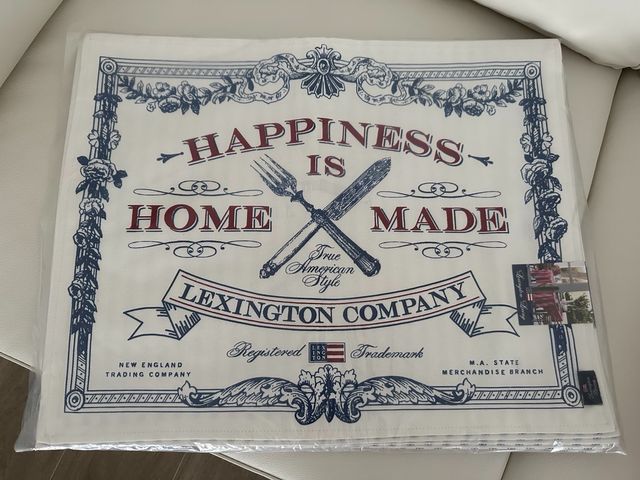 HAPPINESS
IS
HOME MADE
True
American
Style
LEXINGTON COMPANY
Registered Trademark
NEW ENGLAND
TRADING COMPANY
M.A. STATE
MERCHANDISE BRANCH